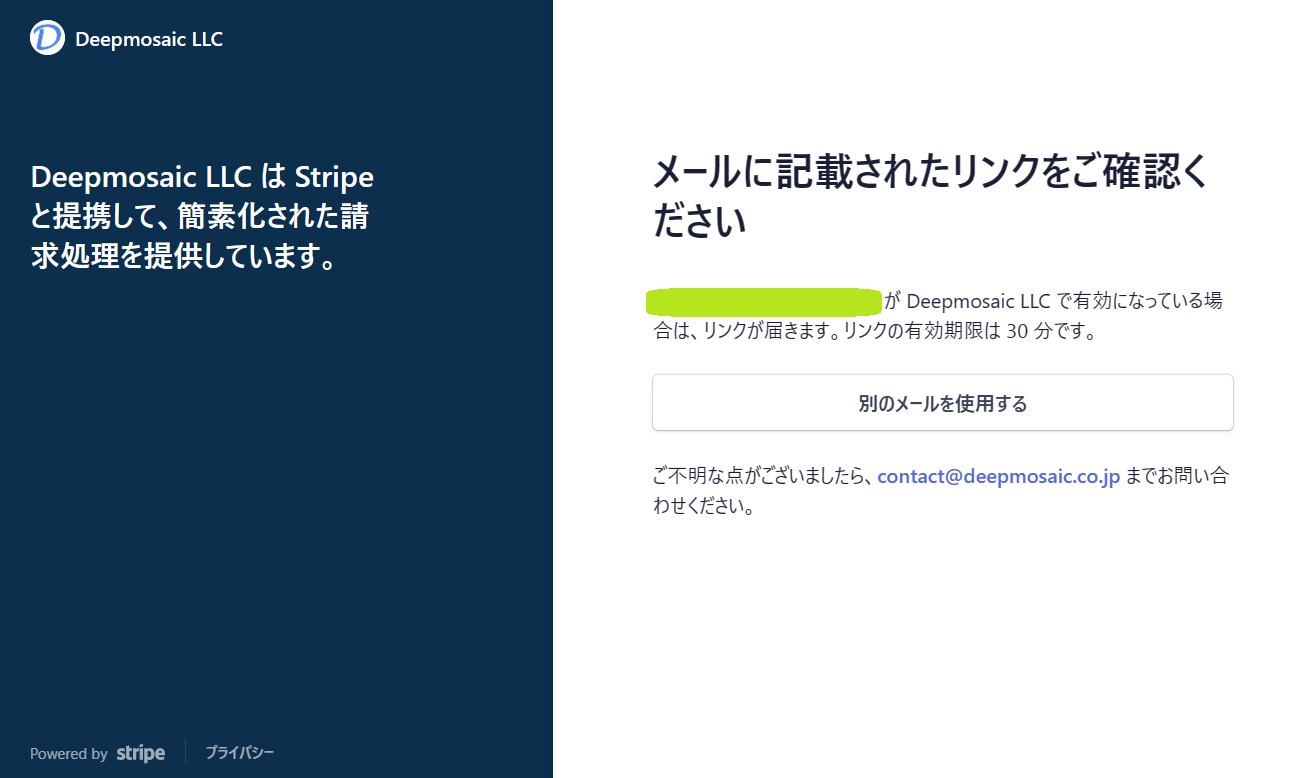 Deepmosaic LLC
Deepmosaic LLC は Stripe
と提携して、簡素化された請
求処理を提供しています。
Powered by stripe
プライバシー
メールに記載されたリンクをご確認く
ださい
が Deepmosaic LLC で有効になっている場
合は、リンクが届きます。リンクの有効期限は 30 分です。
別のメールを使用する
ご不明な点がございましたら、contact@deepmosaic.co.jp までお問い合
わせください。